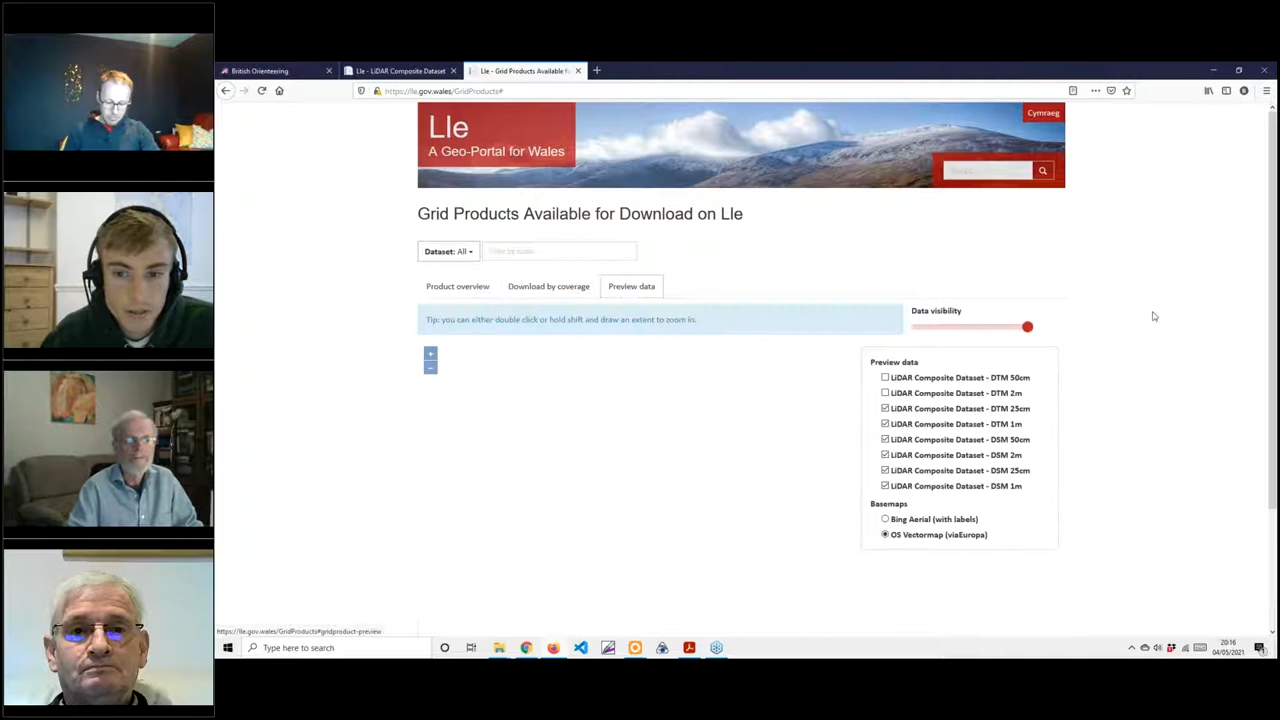 British Orienteering
Lle - LiDAR Composite Dataset
Lle - Grid Products Available fo
https://lle.gov.wales/GridProducts#
Cymraeg
Lle
A Geo-Portal for Wales
Grid Products Available for Download on Lle
Dataset: All
Filter by name
Product overview
Download by coverage
Preview data
Tip: you can either double click or hold shift and draw an extent to zoom in.
Data visibility
+
-
Preview data
LiDAR Composite Dataset - DTM 50cm
LiDAR Composite Dataset - DTM 2m
LiDAR Composite Dataset - DTM 25cm
LiDAR Composite Dataset - DTM 1m
LiDAR Composite Dataset - DSM 50cm
LiDAR Composite Dataset - DSM 2m
LiDAR Composite Dataset - DSM 25cm
LiDAR Composite Dataset - DSM 1m
Basemaps
Bing Aerial (with labels)
OS Vectormap (viaEuropa)
https://lle.gov.wales/GridProducts#gridproduct-preview
Type here to search
20:16
04/05/2021